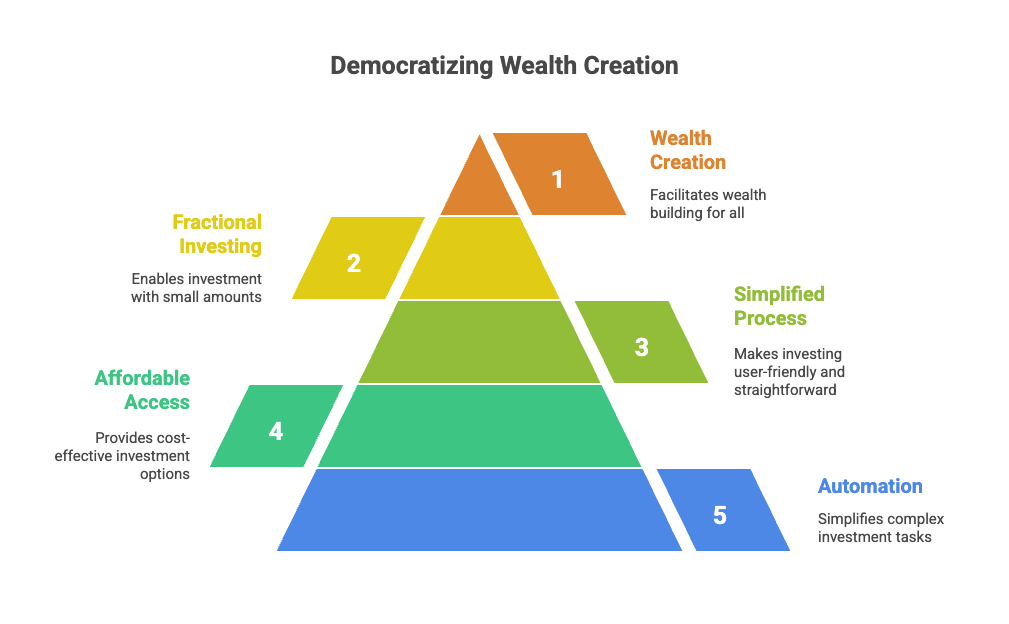 Democratizing Wealth Creation
Wealth
Creation
1
Facilitates wealth
building for all
Fractional
Investing
2
Enables investment
with small amounts
Simplified
Process
3
Makes investing
user-friendly and
straightforward
Affordable
Access
4
Provides cost-
effective investment
options
Automation
5
Simplifies complex
investment tasks